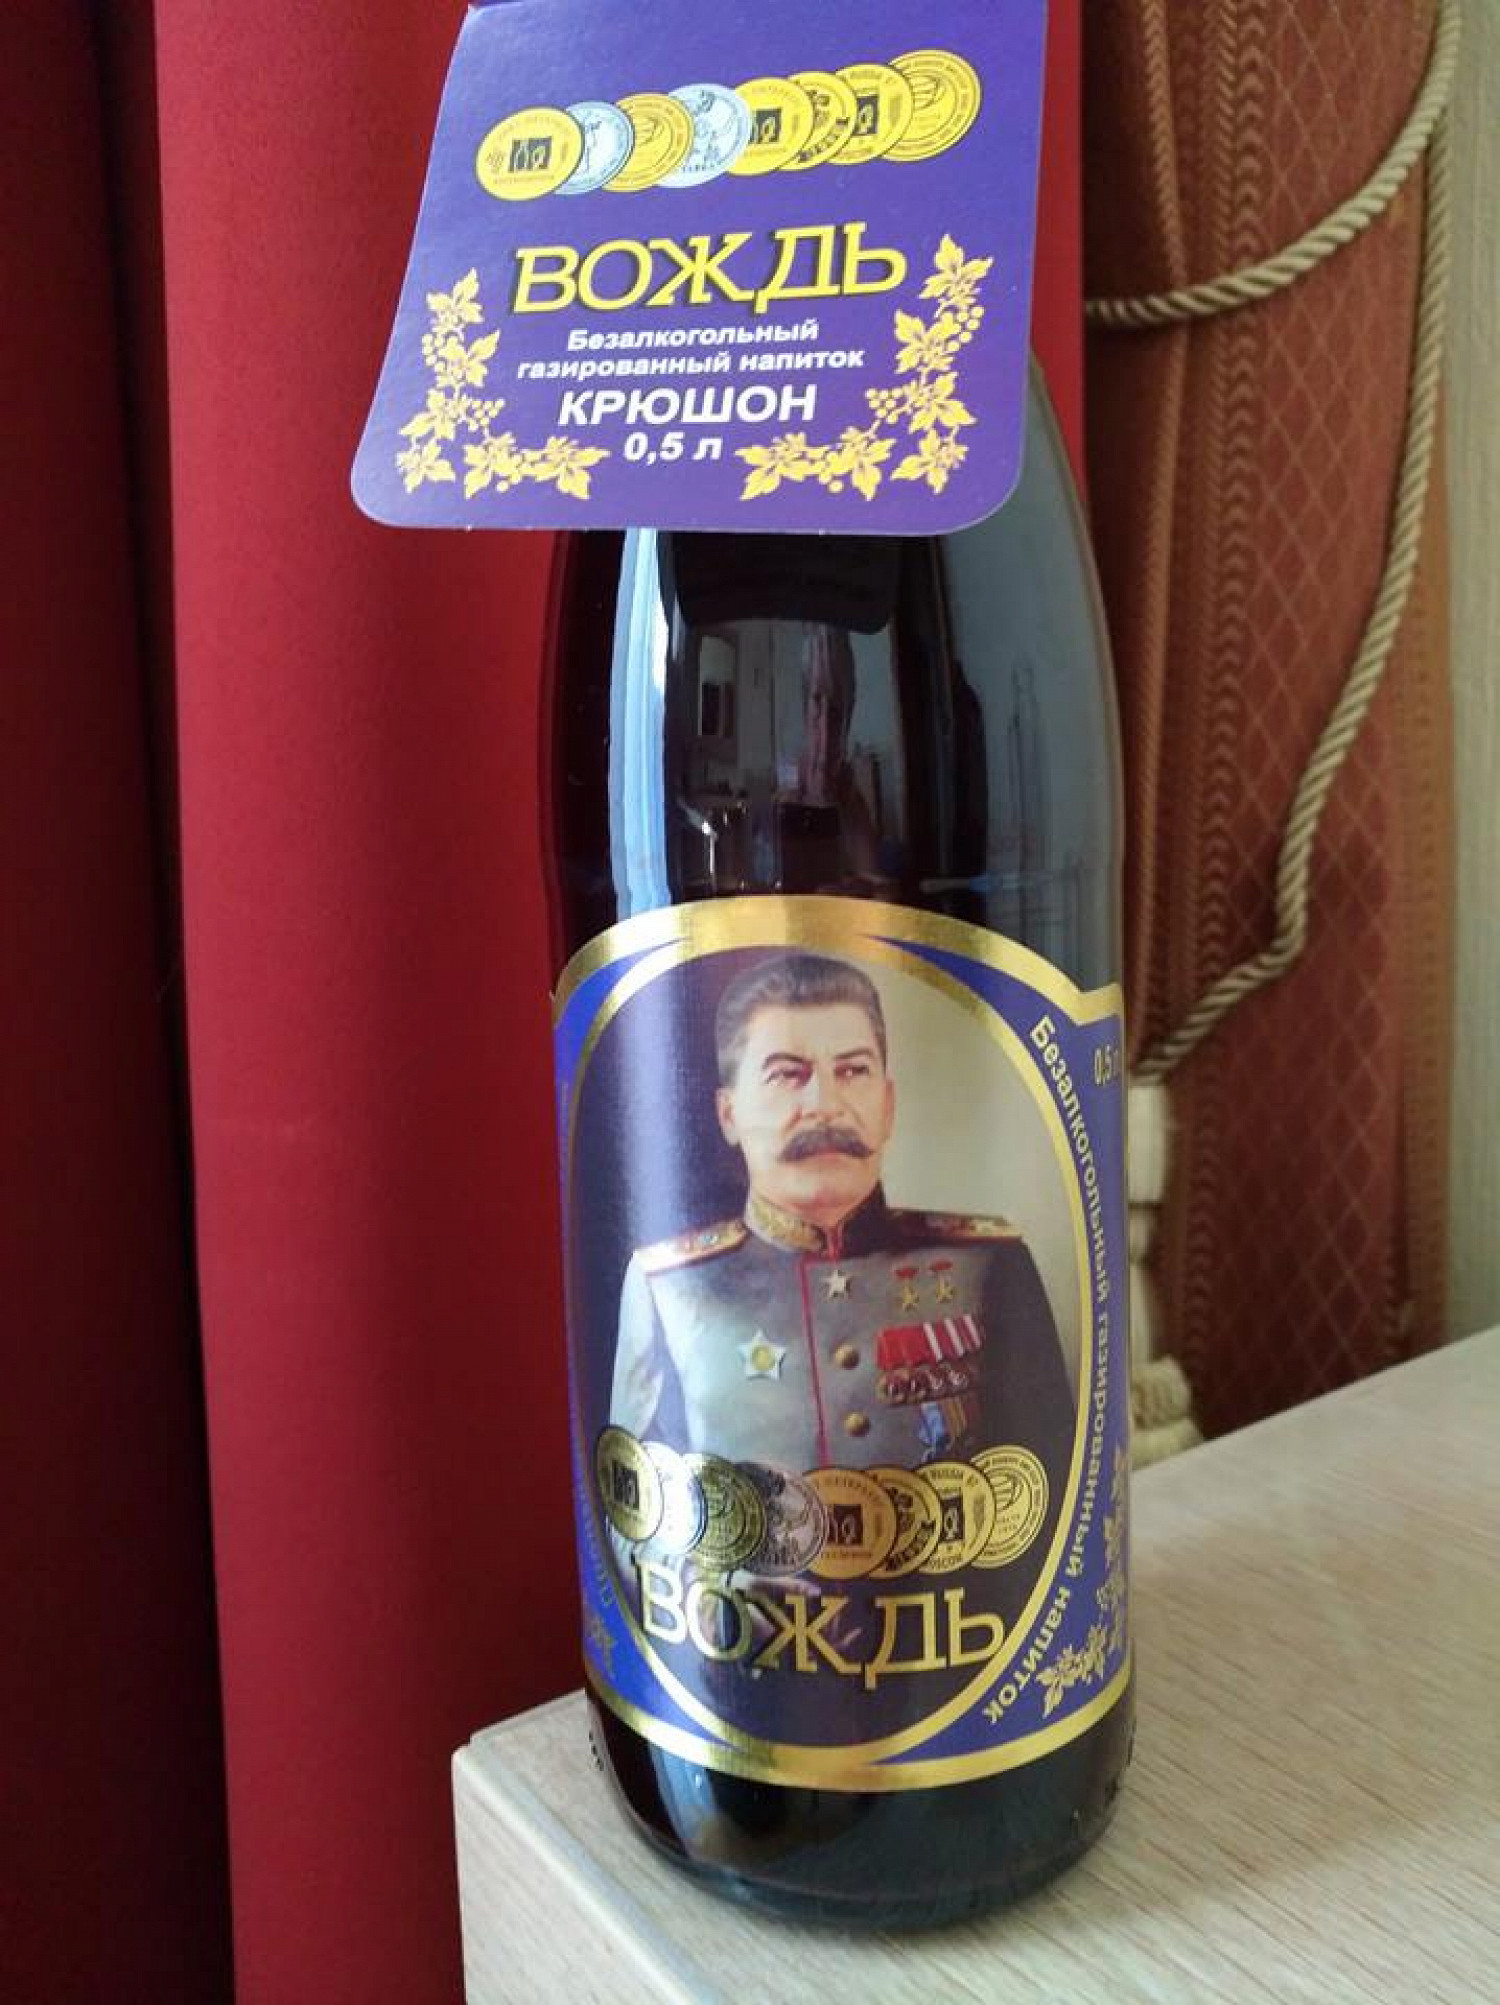 ВОЖДЬ
Безалкогольный
газированный напиток
КРЮШОН
0,5 л
0,5 л
Безалкогольный газированный напиток
ВОЖДЬ